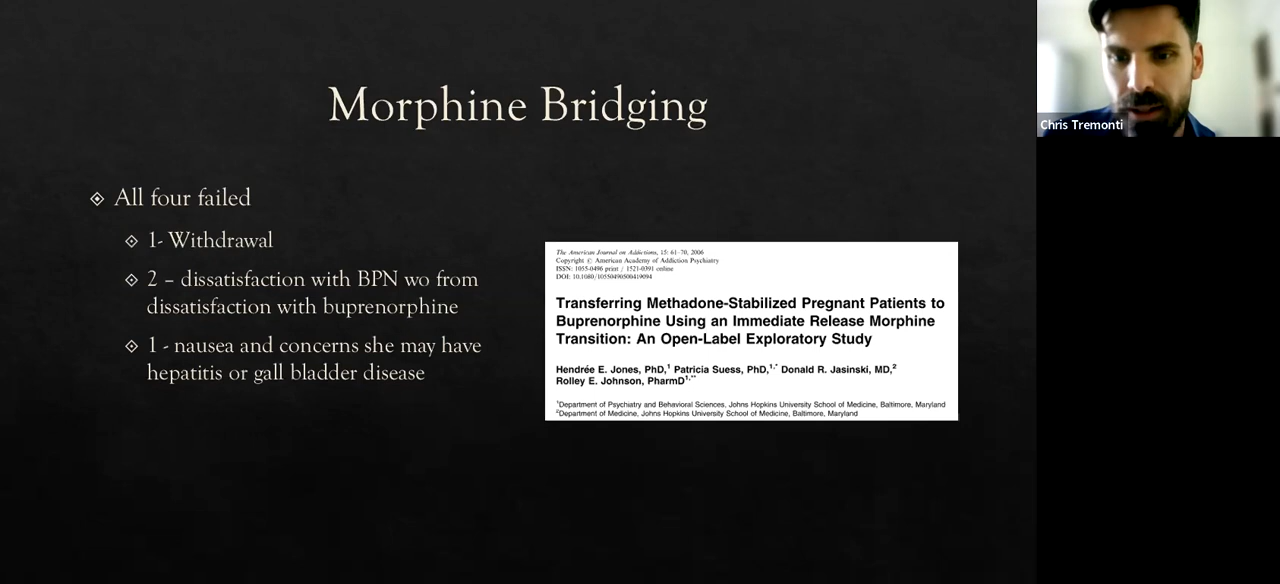 Morphine Bridging
All four failed
1- Withdrawal
2 – dissatisfaction with BPN wo from
dissatisfaction with buprenorphine
1 - nausea and concerns she may have
hepatitis or gall bladder disease
The American Journal on Addictions, 15: 61–70, 2006
Copyright © American Academy of Addiction Psychiatry
ISSN: 1055-0496 print / 1521-0391 online
DOI: 10.1080/10550490500419094
Transferring Methadone-Stabilized Pregnant Patients to
Buprenorphine Using an Immediate Release Morphine
Transition: An Open-Label Exploratory Study
Hendrée E. Jones, PhD,1 Patricia Suess, PhD,1,* Donald R. Jasinski, MD,2
Rolley E. Johnson, PharmD1,**
1Department of Psychiatry and Behavioral Sciences, Johns Hopkins University School of Medicine, Baltimore, Maryland
2Department of Medicine, Johns Hopkins University School of Medicine, Baltimore, Maryland
Chris Tremonti